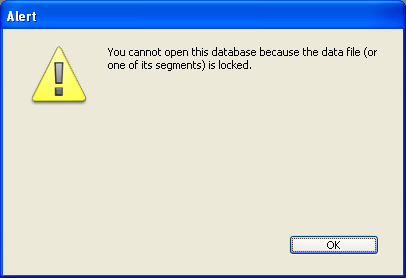 Alert
You cannot open this database because the data file (or
one of its segments) is locked.
OK